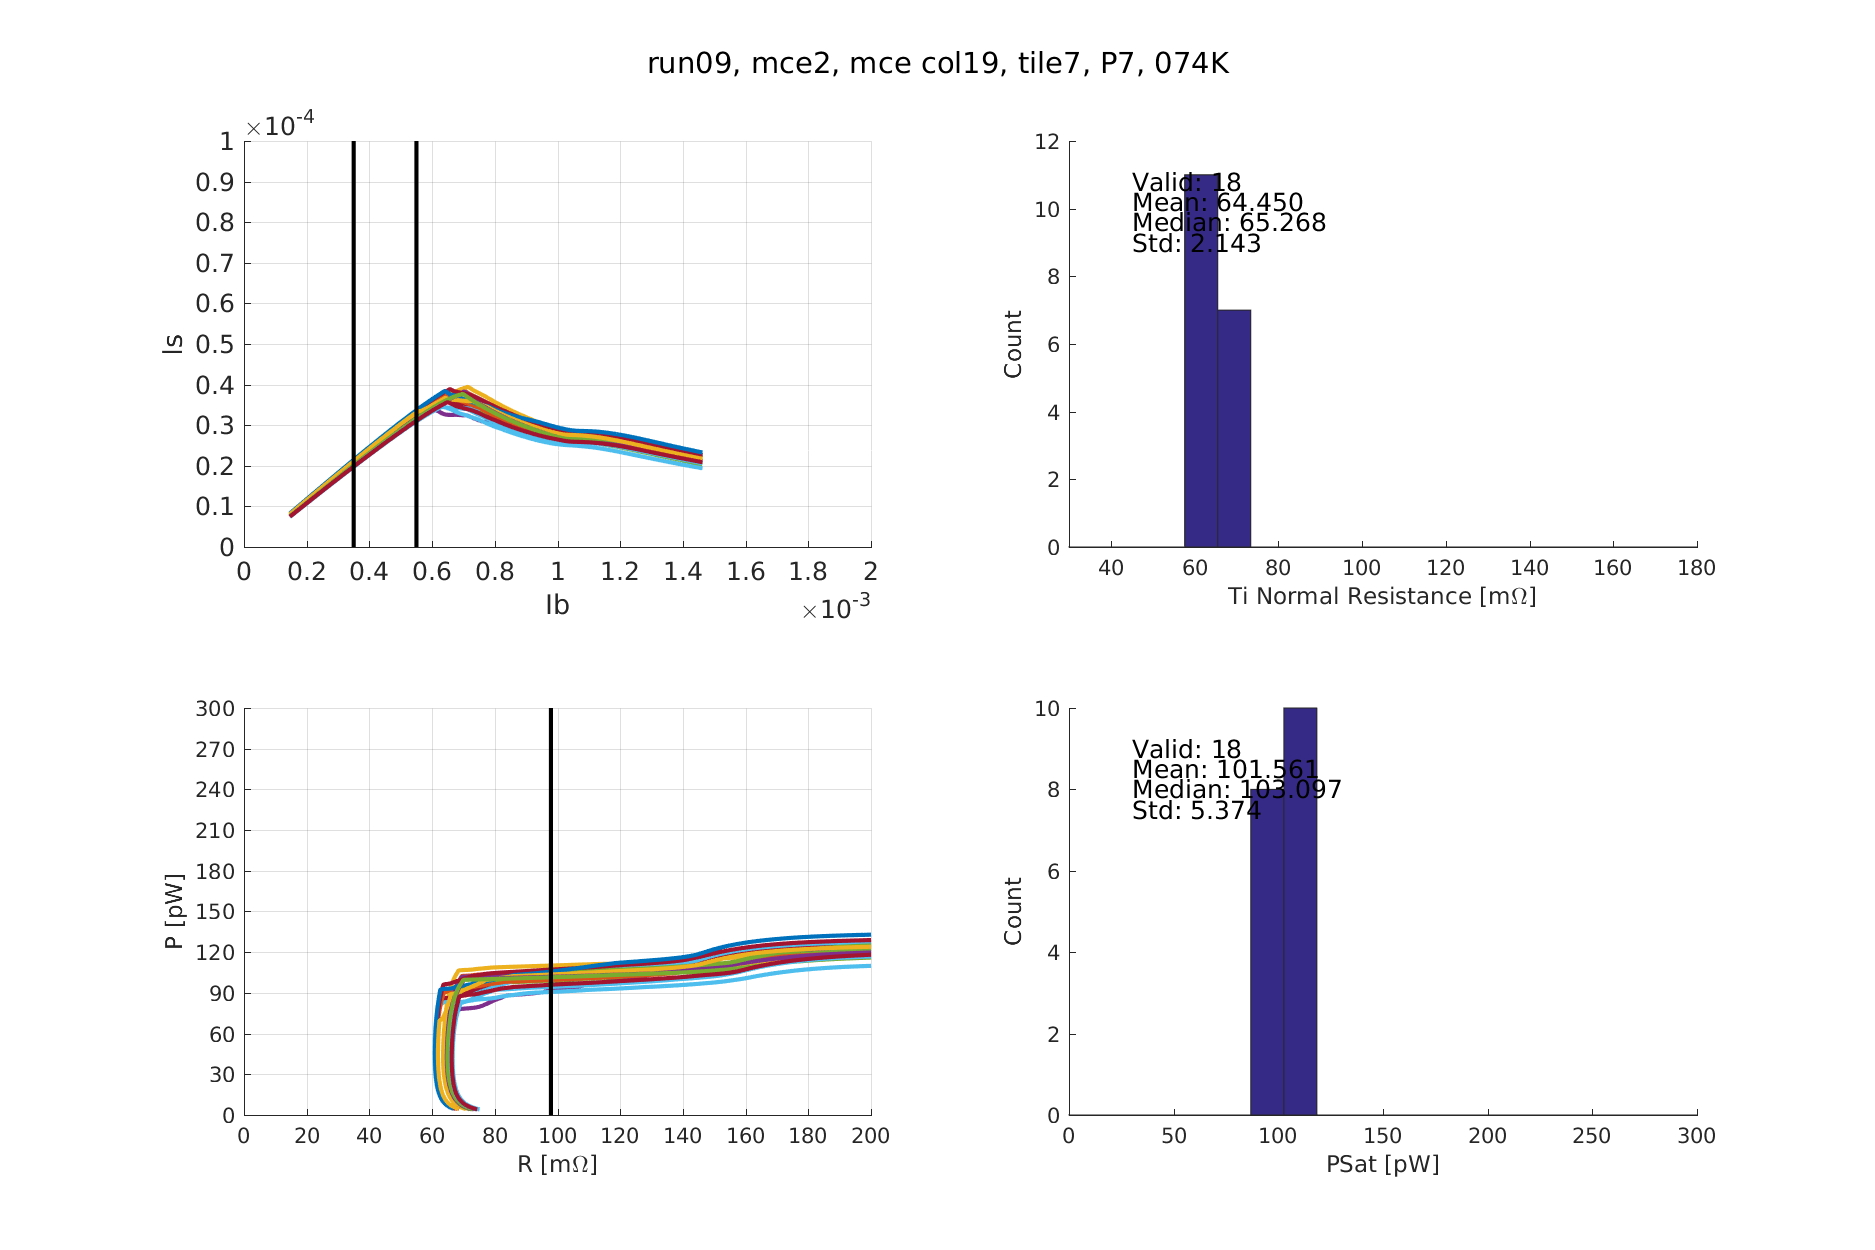 run09, mce2, mce col19, tile7, P7, 074K
×10-4
1
0.9
0.8
0.7
0.6
0.5
0.4
0.3
0.2
0.1
0
Is
0 0.2 0.4 0.6 0.8 1 1.2 1.4 1.6 1.8 2
Ib
×10-3
12
10
8
6
4
2
0
Count
Valid: 18
Mean: 64.450
Median: 65.268
Std: 2.143
40 60 80 100 120 140 160 180
Ti Normal Resistance [mΩ]
300
270
240
210
180
150
120
90
60
30
0
P [pW]
0 20 40 60 80 100 120 140 160 180 200
R [mΩ]
10
8
6
4
2
0
Count
Valid: 18
Mean: 101.561
Median: 103.097
Std: 5.374
0 50 100 150 200 250 300
PSat [pW]